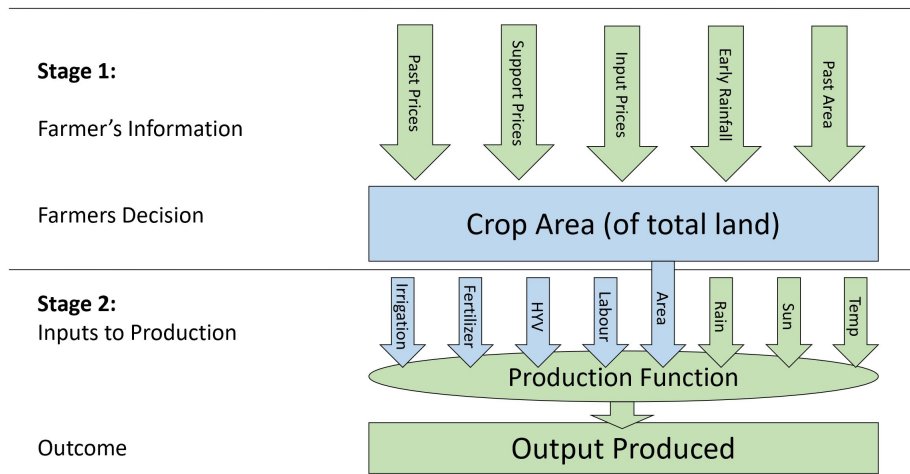 Stage 1:
Farmer's Information
Past Prices
Support Prices
Input Prices
Early Rainfall
Past Area
Farmers Decision
Crop Area (of total land)
Stage 2:
Inputs to Production
Irrigation
Fertilizer
HYV
Labour
Area
Rain
Sun
Temp
Production Function
Outcome
Output Produced